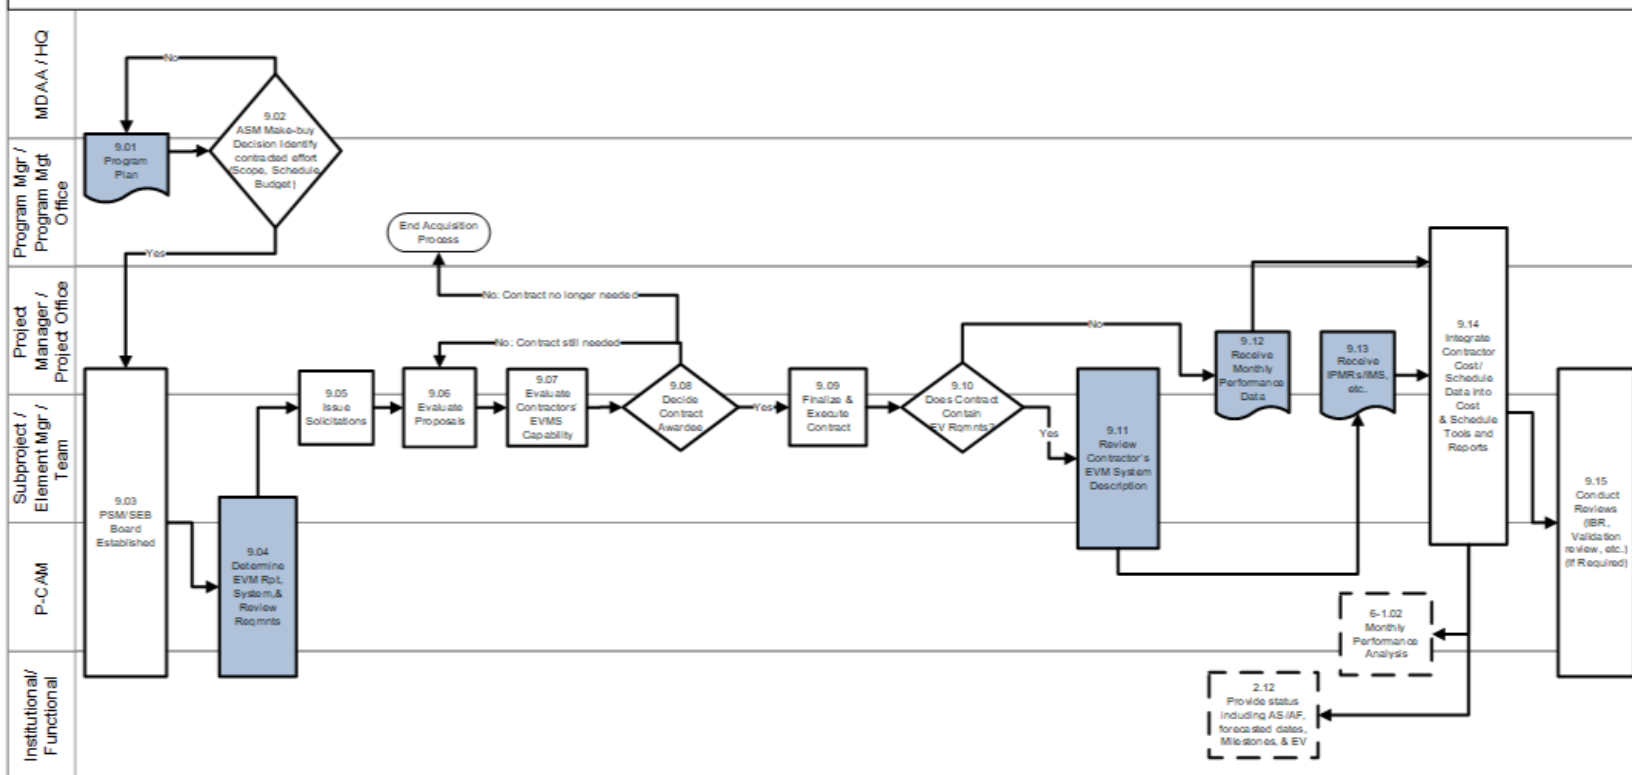 MDAA / HQ
Program Mgr /
Program Mgt
Office
Project
Manager /
Project Office
Subproject /
Element Mgr /
Team
P-CAM
Institutional/
Functional
No
9.01
Program
Plan
9.02
ASM Make-buy
Decision Identify
contracted effort
(Scope, Schedule,
Budget)
Yes
End Acquisition
Process
No: Contract no longer needed
No: Contract still needed
9.03
PSM/SEB
Board
Established
9.04
Determine
EVM Rpt,
System,&
Review
Reqmnts
9.05
Issue
Solicitations
9.06
Evaluate
Proposals
9.07
Evaluate
Contractors'
EVMS
Capability
9.08
Decide
Contract
Awardee
Yes
9.09
Finalize &
Execute
Contract
9.10
Does Contract
Contain
EV Rqmnts?
No
Yes
9.11
Review
Contractor's
EVM System
Description
9.12
Receive
Monthly
Performance
Data
9.13
Receive
IPMRs/IMS,
etc.
9.14
Integrate
Contractor
Cost/
Schedule
Data into
Cost
& Schedule
Tools and
Reports
9.15
Conduct
Reviews
(IBR,
Validation
review, etc.)
(If Required)
6-1.02
Monthly
Performance
Analysis
2.12
Provide status
including AS/AF,
forecasted dates,
Milestones, & EV